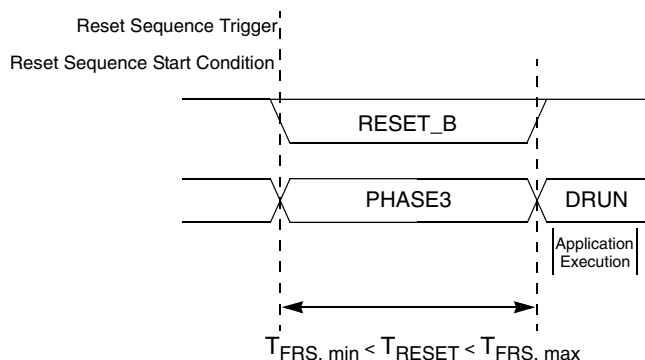 Reset Sequence Trigger
Reset Sequence Start Condition
RESET_B
PHASE3
DRUN
Application
Execution
TFRS, min < TRESET < TFRS, max